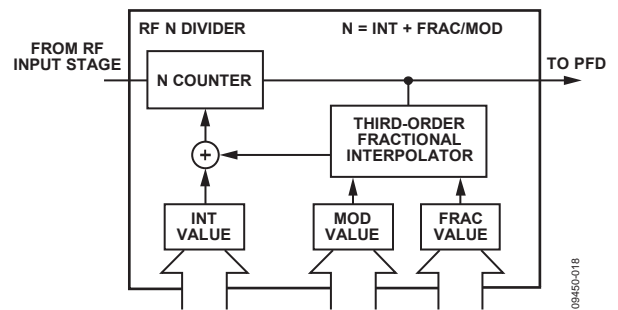 RF N DIVIDER
N = INT + FRAC/MOD
FROM RF
INPUT STAGE
TO PFD
N COUNTER
THIRD-ORDER
FRACTIONAL
INTERPOLATOR
+
INT
VALUE
MOD
VALUE
FRAC
VALUE
09450-018